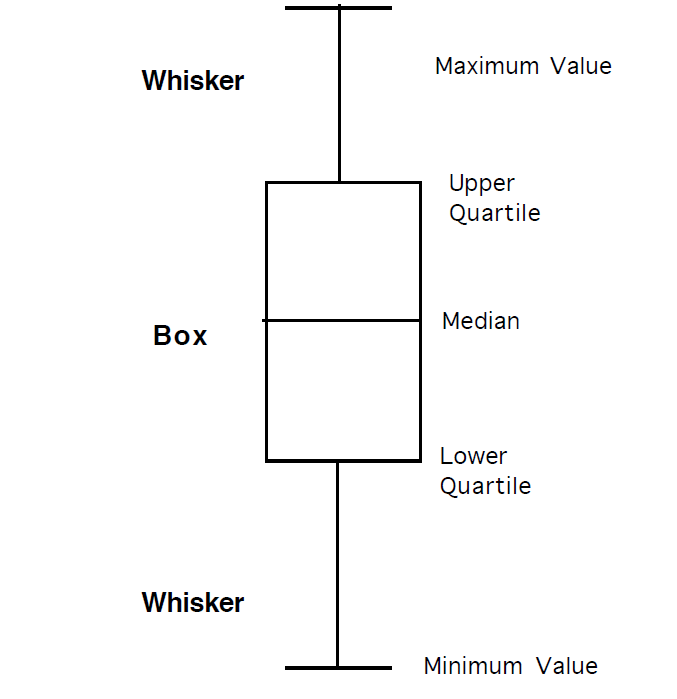 Whisker
Maximum Value
Upper
Quartile
Box
Median
Lower
Quartile
Whisker
Minimum Value